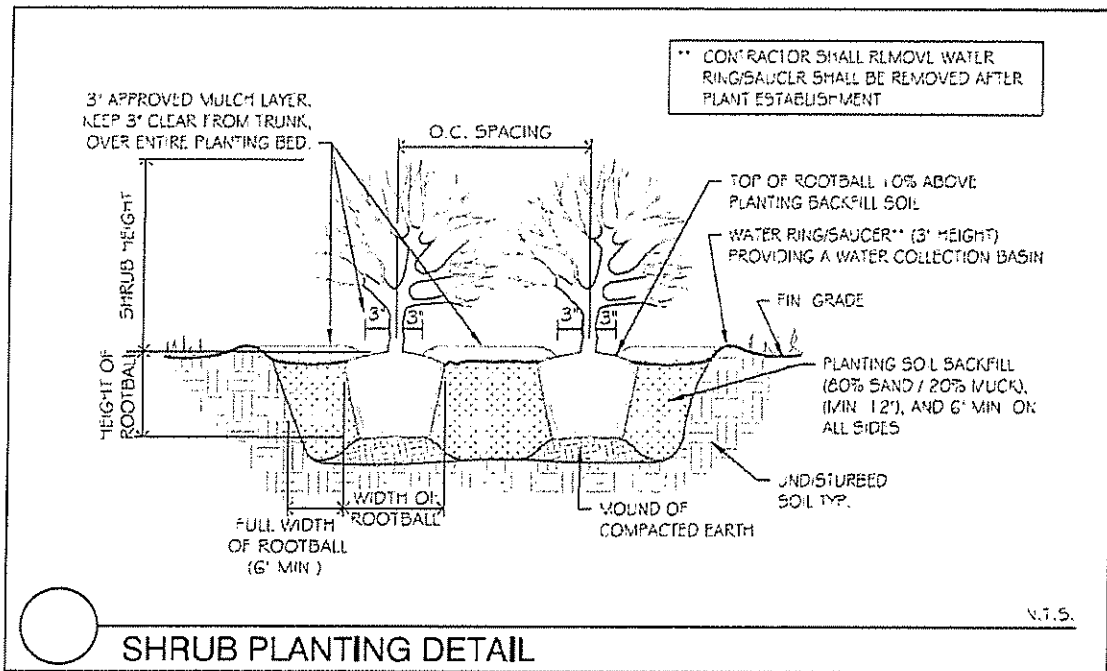 ** CONTRACTOR SHALL REMOVE WATER
RING/SAUCER SHALL BE REMOVED AFTER
PLANT ESTABLISHMENT
3" APPROVED MULCH LAYER,
KEEP 3" CLEAR FROM TRUNK,
OVER ENTIRE PLANTING BED.
O.C. SPACING
TOP OF ROOTBALL 10% ABOVE
PLANTING BACKFILL SOIL
WATER RING/SAUCER** (3" HEIGHT)
PROVIDING A WATER COLLECTION BASIN
FIN. GRADE
SHRUB HEIGHT
3" 3"
3" 3"
HEIGHT OF
ROOTBALL
PLANTING SOIL BACKFILL
(80% SAND / 20% MUCK),
(MIN. 12"), AND 6" MIN. ON
ALL SIDES
UNDISTURBED
SOIL TYP.
WIDTH OF
ROOTBALL
MOUND OF
COMPACTED EARTH
FULL WIDTH
OF ROOTBALL
(6" MIN.)
N.T.S.
SHRUB PLANTING DETAIL